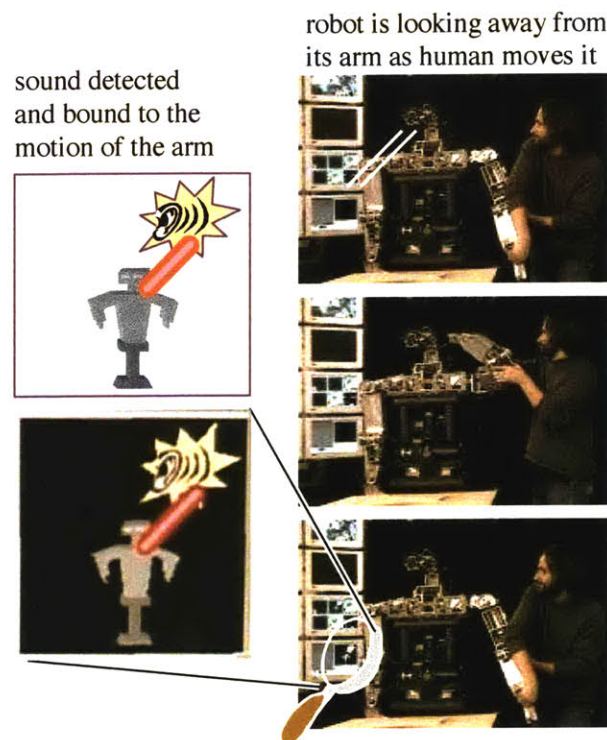 robot is looking away from
its arm as human moves it
sound detected
and bound to the
motion of the arm